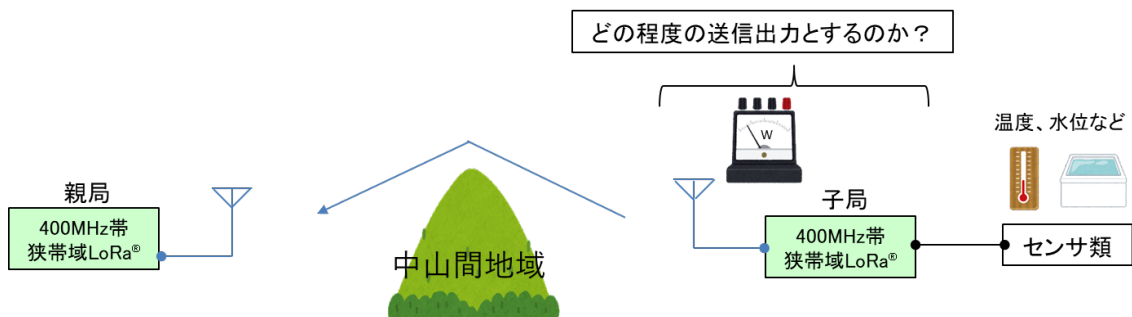 どの程度の送信出力とするのか？
W
温度、水位など
親局
400MHz帯
狭帯域LoRa®
中山間地域
子局
400MHz帯
狭帯域LoRa®
センサ類